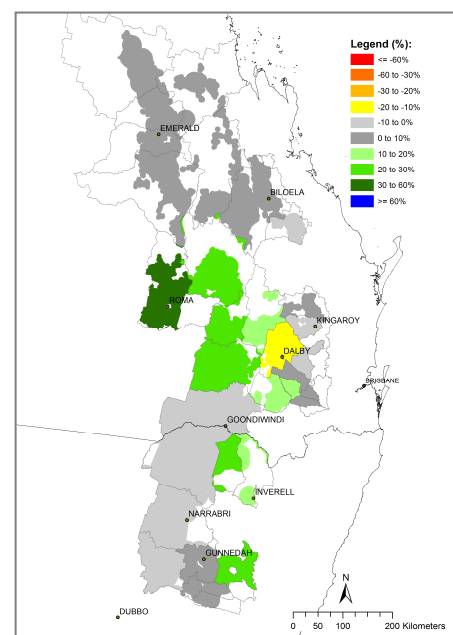 Legend (%):
<= -60%
-60 to -30%
-30 to -20%
-20 to -10%
-10 to 0%
0 to 10%
10 to 20%
20 to 30%
30 to 60%
>= 60%
EMERALD
BILOELA
ROMA
KINGAROY
DALBY
BRISBANE
GOONDIWINDI
INVERELL
NARRABRI
GUNNEDAH
DUBBO
N
0 50 100 200 Kilometers